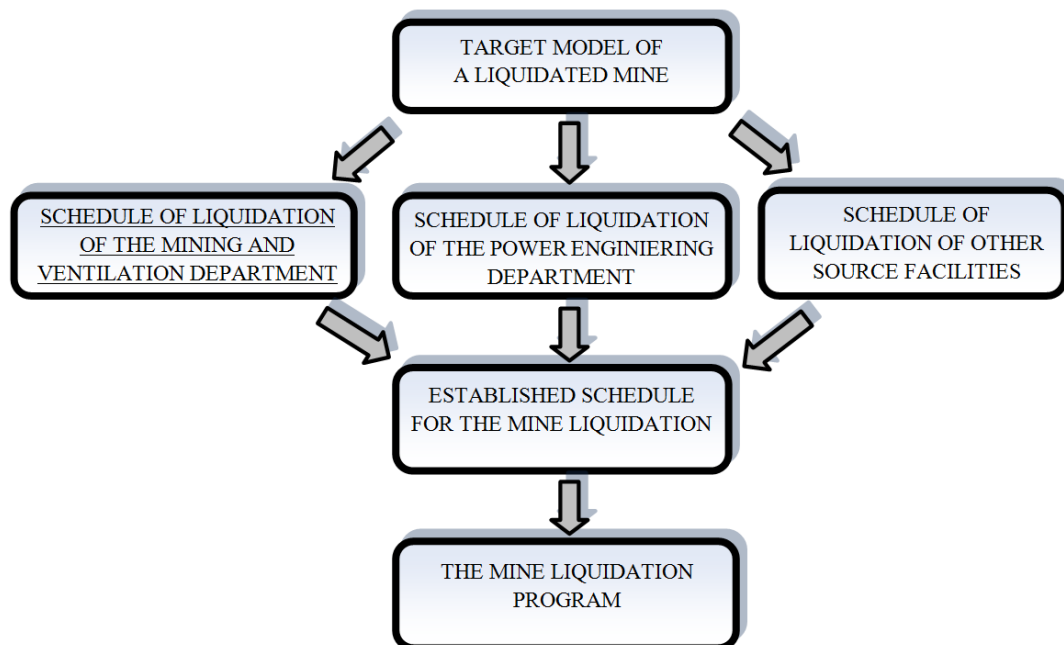 TARGET MODEL OF
A LIQUIDATED MINE
SCHEDULE OF LIQUIDATION
OF THE MINING AND
VENTILATION DEPARTMENT
SCHEDULE OF LIQUIDATION
OF THE POWER ENGINIERING
DEPARTMENT
SCHEDULE OF
LIQUIDATION OF OTHER
SOURCE FACILITIES
ESTABLISHED SCHEDULE
FOR THE MINE LIQUIDATION
THE MINE LIQUIDATION
PROGRAM